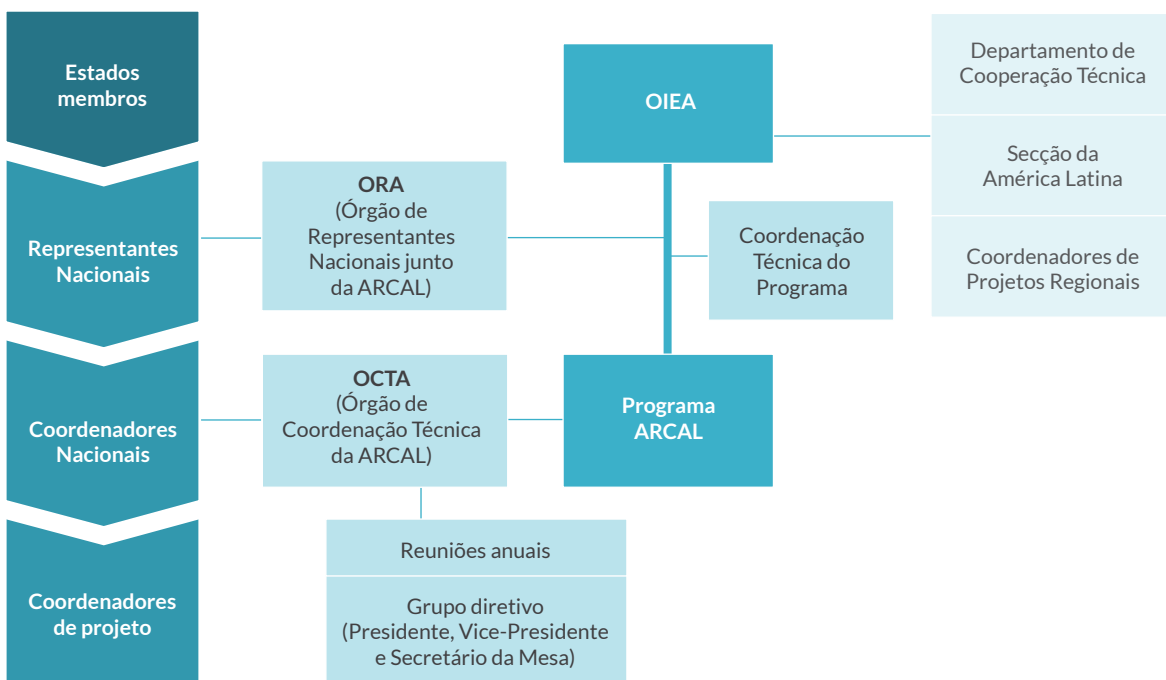 Estados
membros
Representantes
Nacionais
Coordenadores
Nacionais
Coordenadores
de projeto
ORA
(Órgão de
Representantes
Nacionais junto
da ARCAL)
OCTA
(Órgão de
Coordenação Técnica
da ARCAL)
Reuniões anuais
Grupo diretivo
(Presidente, Vice-Presidente
e Secretário da Mesa)
OIEA
Coordenação
Técnica do
Programa
Programa
ARCAL
Departamento de
Cooperação Técnica
Secção da
América Latina
Coordenadores de
Projetos Regionais